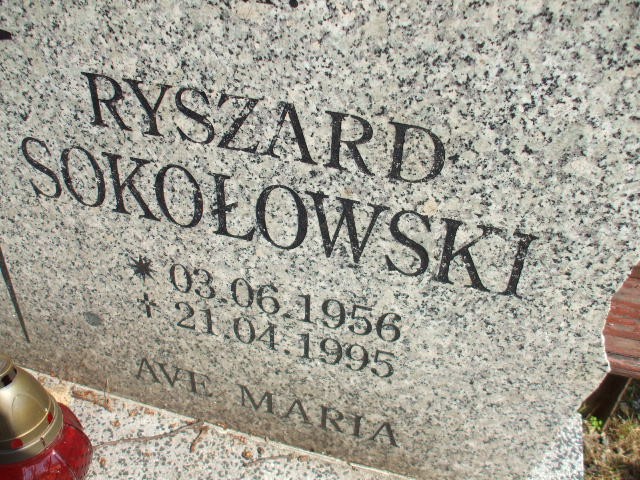 RYSZARD
SOKOŁOWSKI
* 03.06.1956
+ 21.04.1995
AVE MARIA